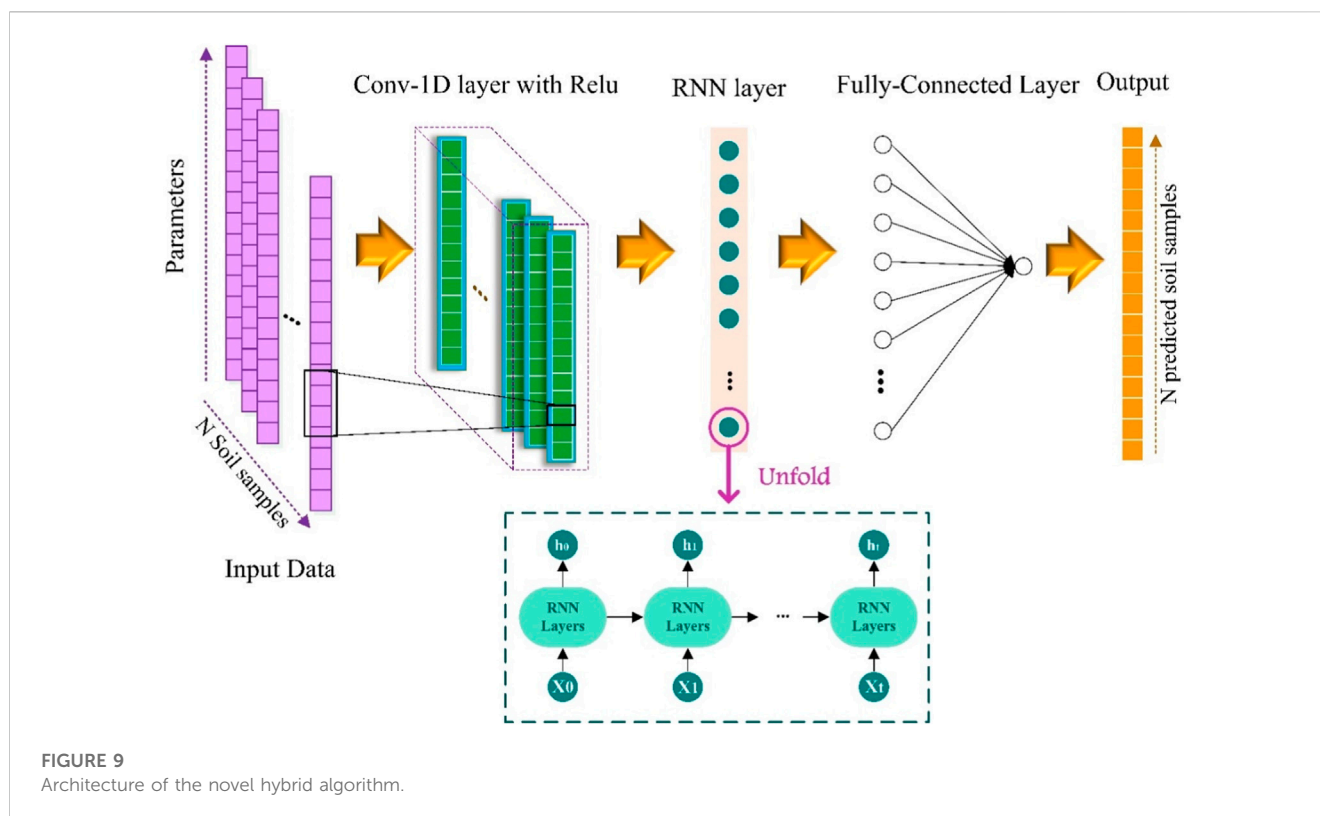 Parameters
N Soil samples
Input Data
Conv-1D layer with Relu
...
RNN layer
...
Fully-Connected Layer
...
Output
N predicted soil samples
Unfold
h0 h1 ht
RNN Layers RNN Layers ... RNN Layers
X0 X1 Xt
FIGURE 9
Architecture of the novel hybrid algorithm.